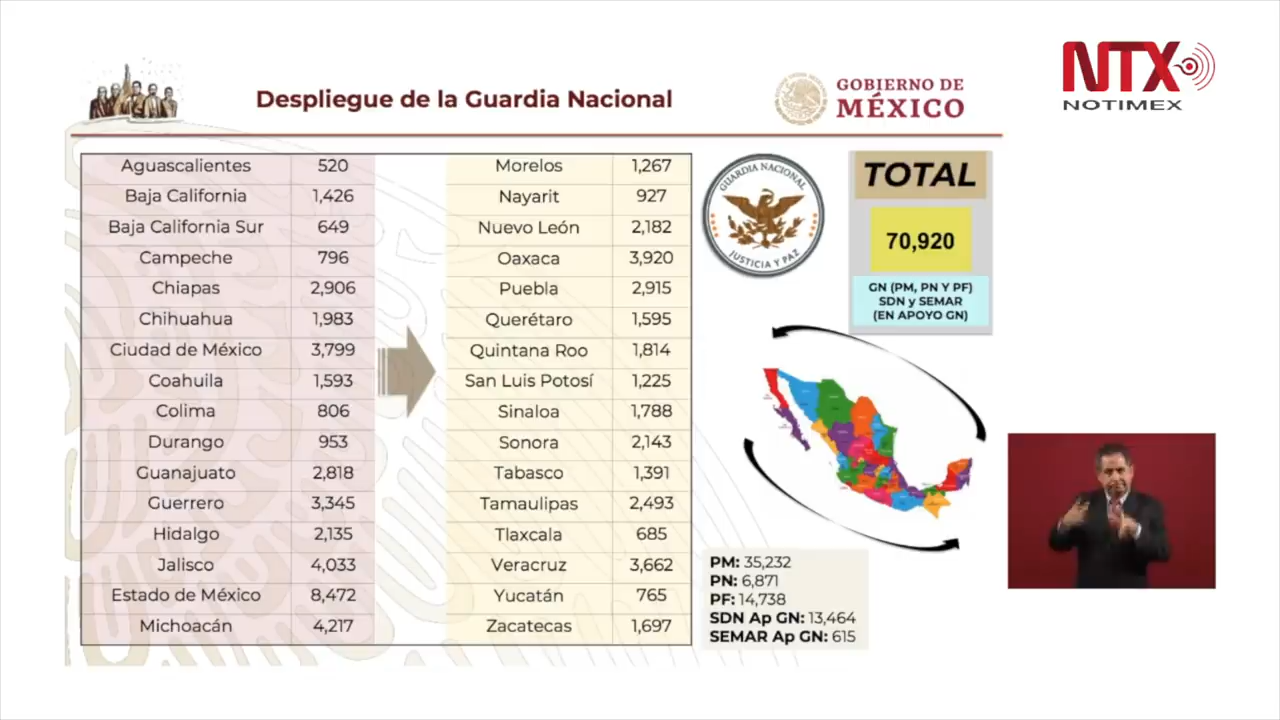 NTX
NOTIMEX
Despliegue de la Guardia Nacional
GOBIERNO DE
MÉXICO
Aguascalientes 520
Baja California 1,426
Baja California Sur 649
Campeche 796
Chiapas 2,906
Chihuahua 1,983
Ciudad de México 3,799
Coahuila 1,593
Colima 806
Durango 953
Guanajuato 2,818
Guerrero 3,345
Hidalgo 2,135
Jalisco 4,033
Estado de México 8,472
Michoacán 4,217
Morelos 1,267
Nayarit 927
Nuevo León 2,182
Oaxaca 3,920
Puebla 2,915
Querétaro 1,595
Quintana Roo 1,814
San Luis Potosí 1,225
Sinaloa 1,788
Sonora 2,143
Tabasco 1,391
Tamaulipas 2,493
Tlaxcala 685
Veracruz 3,662
Yucatán 765
Zacatecas 1,697
GUARDIA NACIONAL
JUSTICIA Y PAZ
TOTAL
70,920
GN (PM, PN Y PF)
SDN y SEMAR
(EN APOYO GN)
PM: 35,232
PN: 6,871
PF: 14,738
SDN Ap GN: 13,464
SEMAR Ap GN: 615